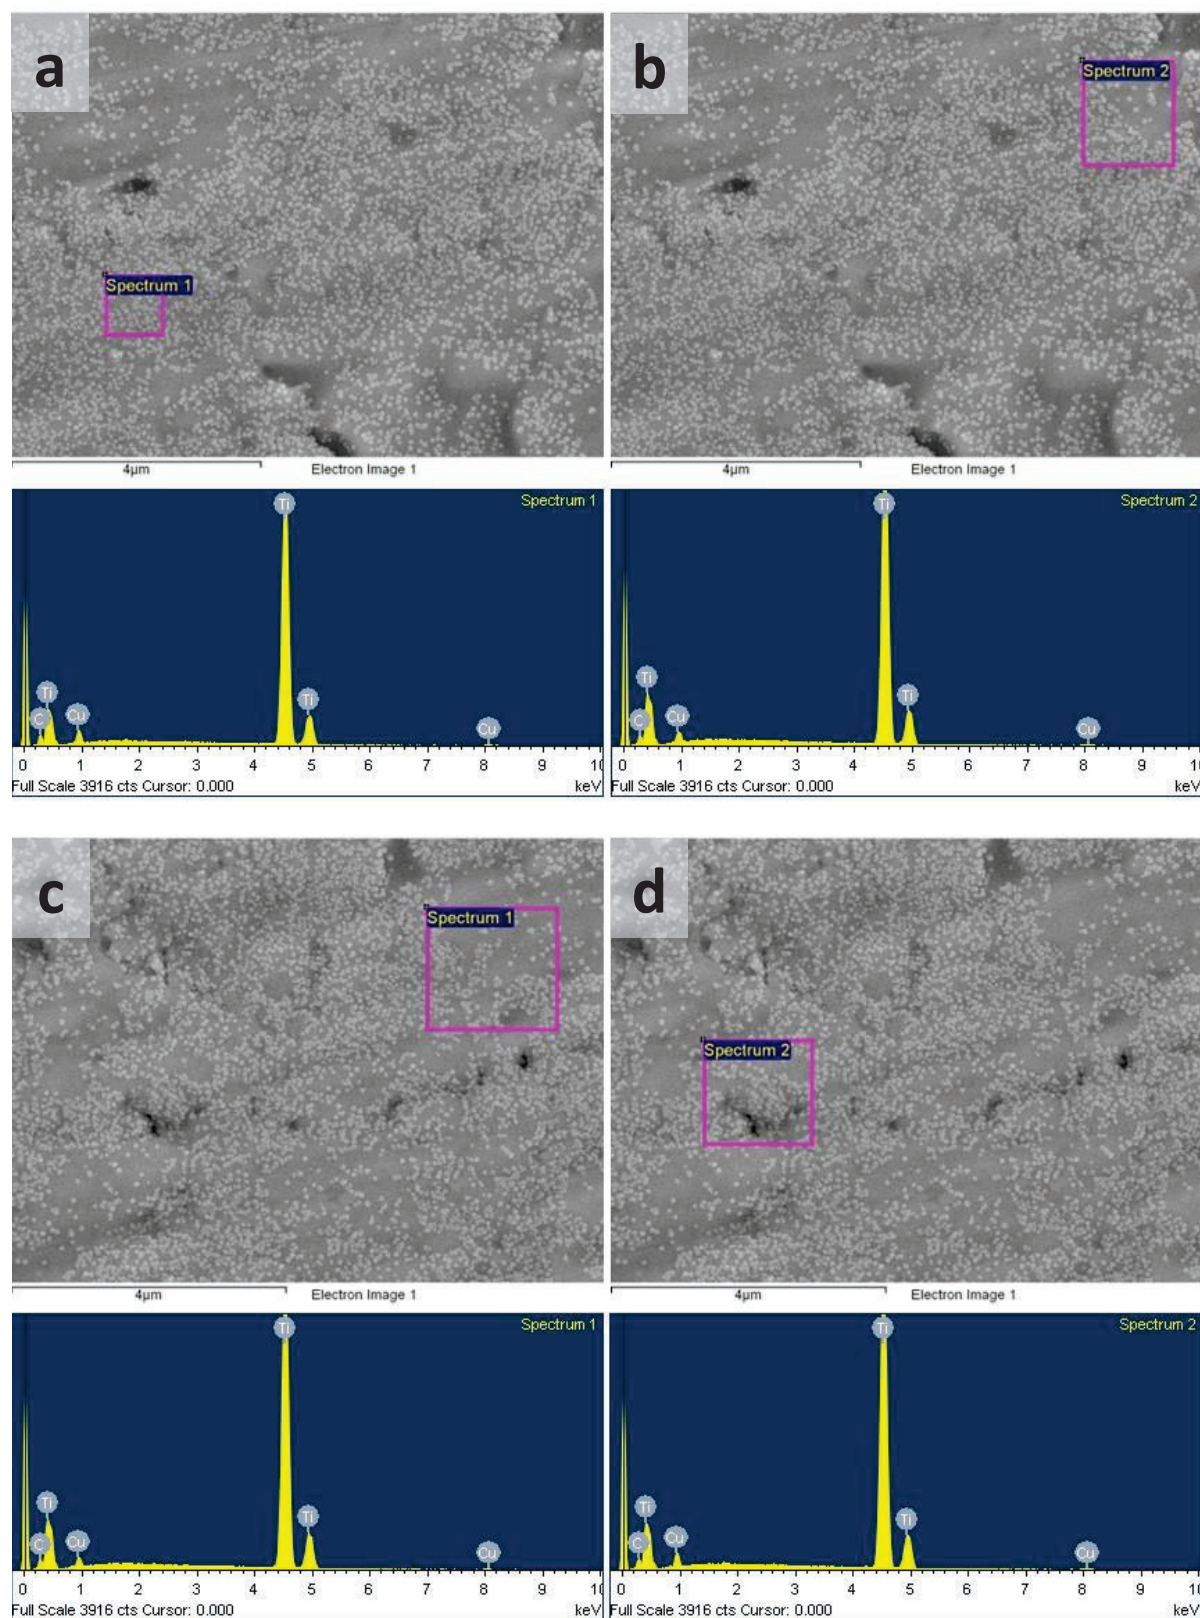 a
Spectrum 1
4µm
Electron Image 1
b
Spectrum 2
4µm
Electron Image 1
Spectrum 1
Ti
Ti
C
Cu
Ti
Cu
0 1 2 3 4 5 6 7 8 9 10
Full Scale 3916 cts Cursor: 0.000 keV
Spectrum 2
Ti
Ti
C
Cu
Ti
Cu
0 1 2 3 4 5 6 7 8 9 10
Full Scale 3916 cts Cursor: 0.000 keV
c
Spectrum 1
4µm
Electron Image 1
d
Spectrum 2
4µm
Electron Image 1
Spectrum 1
Ti
Ti
C
Cu
Ti
Cu
0 1 2 3 4 5 6 7 8 9 10
Full Scale 3916 cts Cursor: 0.000 keV
Spectrum 2
Ti
Ti
C
Cu
Ti
Cu
0 1 2 3 4 5 6 7 8 9 10
Full Scale 3916 cts Cursor: 0.000 keV